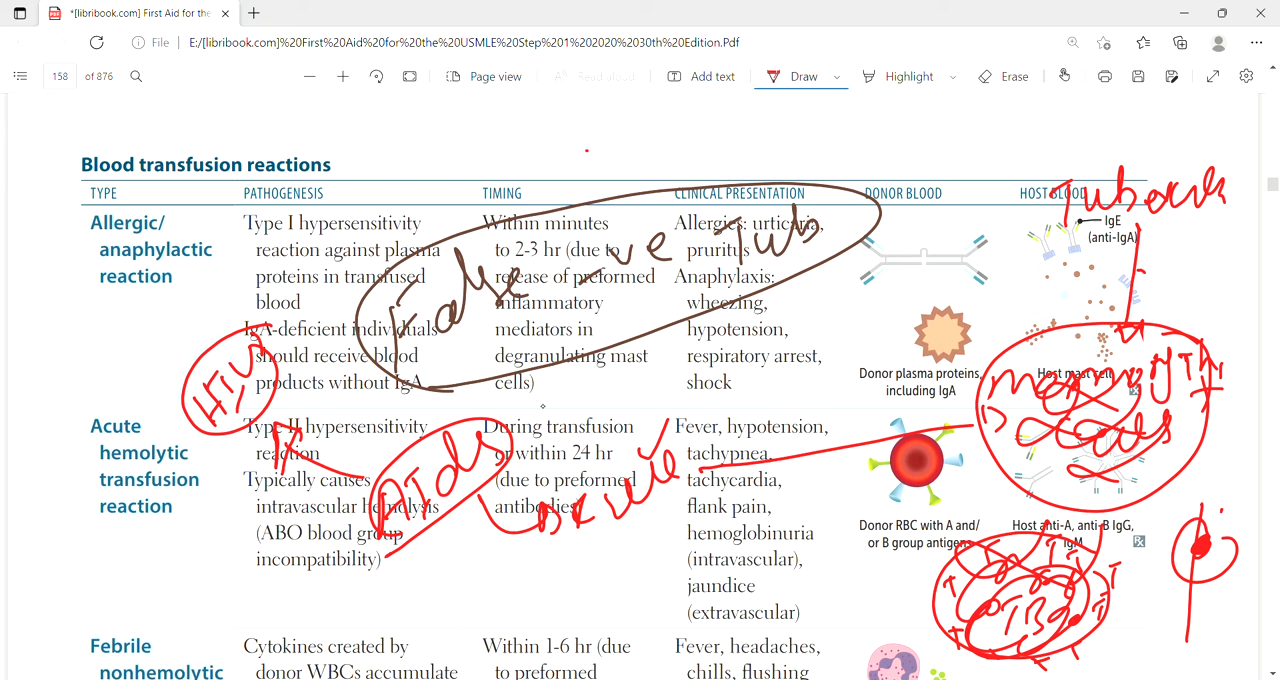 *[libribook.com] First Aid for the
File E:/[libribook.com]%20First%20Aid%20for%20the%20USMLE%20Step%201%202020%2030th%20Edition.Pdf
158 of 876 Page view Read aloud Add text Draw Highlight Erase
Blood transfusion reactions
TYPE PATHOGENESIS TIMING CLINICAL PRESENTATION DONOR BLOOD HOST BLOOD
Allergic/
anaphylactic
reaction
Type I hypersensitivity
reaction against plasma
proteins in transfused
blood
IgA-deficient individuals
should receive blood
products without IgA
Within minutes
to 2-3 hr (due to
release of preformed
inflammatory
mediators in
degranulating mast
cells)
Allergies: urticaria,
pruritus
Anaphylaxis:
wheezing,
hypotension,
respiratory arrest,
shock
IgE
(anti-IgA)
Donor plasma proteins,
including IgA
Host mast cell
False -ve Tub
HIV
AIDS
Acute
hemolytic
transfusion
reaction
Type II hypersensitivity
reaction
Typically causes
intravascular hemolysis
(ABO blood group
incompatibility)
During transfusion
or within 24 hr
(due to preformed
antibodies)
Fever, hypotension,
tachypnea,
tachycardia,
flank pain,
hemoglobinuria
(intravascular),
jaundice
(extravascular)
Donor RBC with A and/
or B group antigens
Host anti-A, anti-B IgG,
IgM
Rx
TB
Febrile
nonhemolytic
Cytokines created by
donor WBCs accumulate
Within 1-6 hr (due
to preformed
Fever, headaches,
chills, flushing